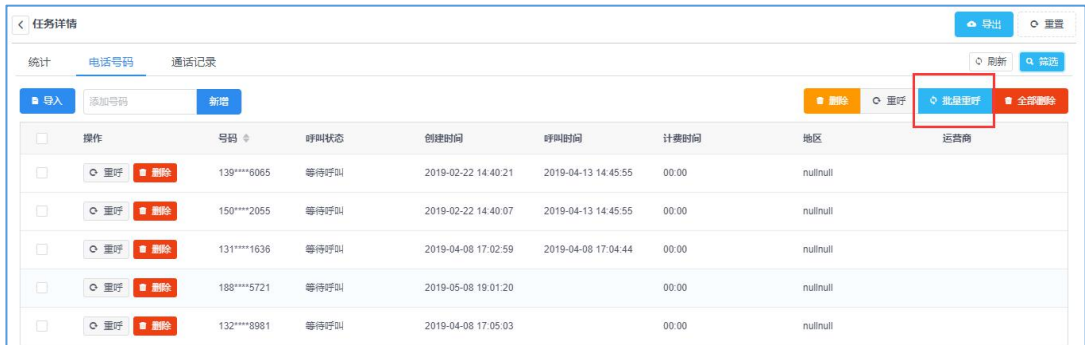 任务详情 导出 重置
统计 电话号码 通话记录 刷新 筛选
导入 添加号码 新增 删除 重呼 批量重呼 全部删除
操作 号码 呼叫状态 创建时间 呼叫时间 计费时间 地区 运营商
重呼 删除 139****6065 等待呼叫 2019-02-22 14:40:21 2019-04-13 14:45:55 00:00 nullnull
重呼 删除 150****2055 等待呼叫 2019-02-22 14:40:07 2019-04-13 14:45:55 00:00 nullnull
重呼 删除 131****1636 等待呼叫 2019-04-08 17:02:59 2019-04-08 17:04:44 00:00 nullnull
重呼 删除 188****5721 等待呼叫 2019-05-08 19:01:20 00:00 nullnull
重呼 删除 132****8981 等待呼叫 2019-04-08 17:05:03 00:00 nullnull